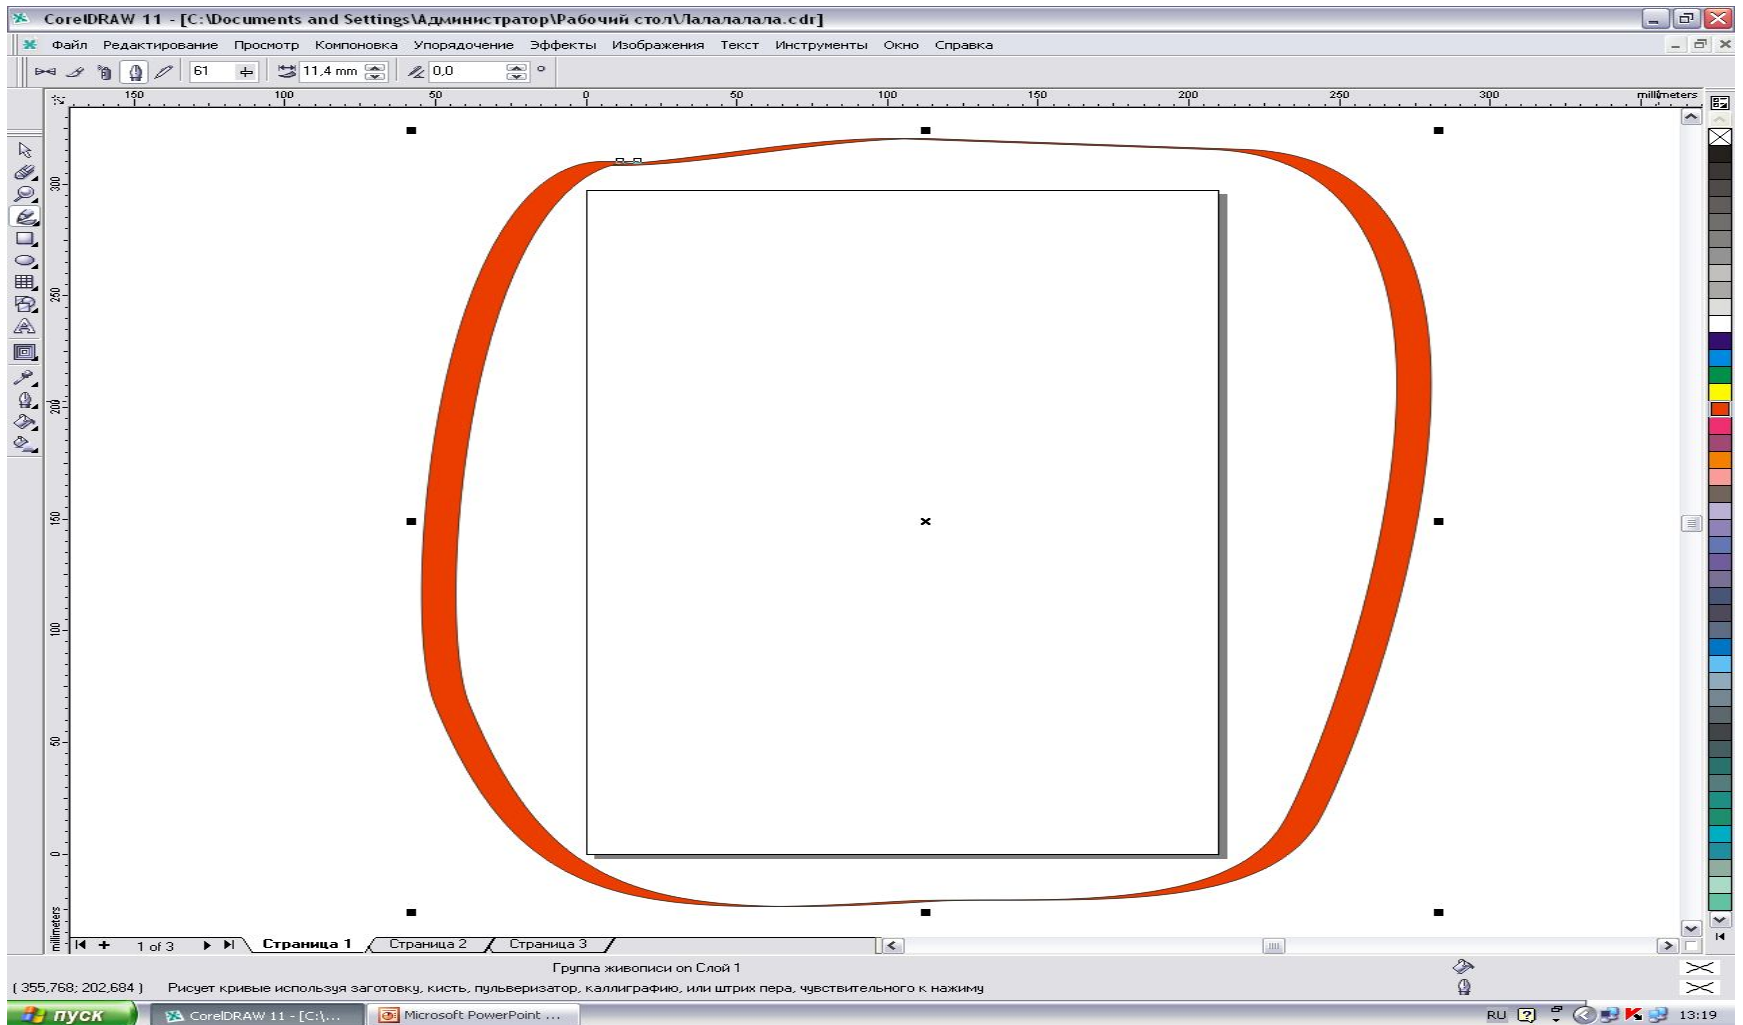 CorelDRAW 11 - [C:\Documents and Settings\Администратор\Рабочий стол\Лалалалала.cdr]
Файл Редактирование Просмотр Компоновка Упорядочение Эффекты Изображения Текст Инструменты Окно Справка
61 11,4 mm 0,0 °
150 100 50 0 50 100 150 200 250 300 millimeters
300
250
200
150
100
50
0
millimeters
1 of 3 Страница 1 Страница 2 Страница 3
Группа живописи on Слой 1
( 355,768; 202,684 ) Рисует кривые используя заготовку, кисть, пульверизатор, каллиграфию, или штрих пера, чувствительного к нажиму
пуск CorelDRAW 11 - [C:\... Microsoft PowerPoint ... RU 13:19